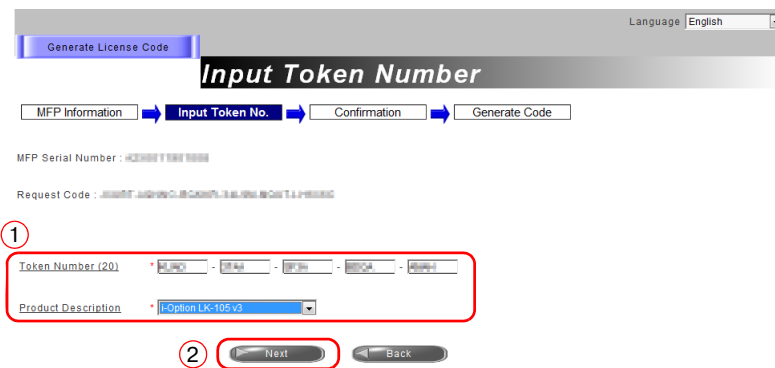 Language English
Generate License Code
Input Token Number
MFP Information Input Token No. Confirmation Generate Code
MFP Serial Number :
Request Code :
1
Token Number (20) * - - - -
Product Description * i-Option LK-105 v3
2 Next Back